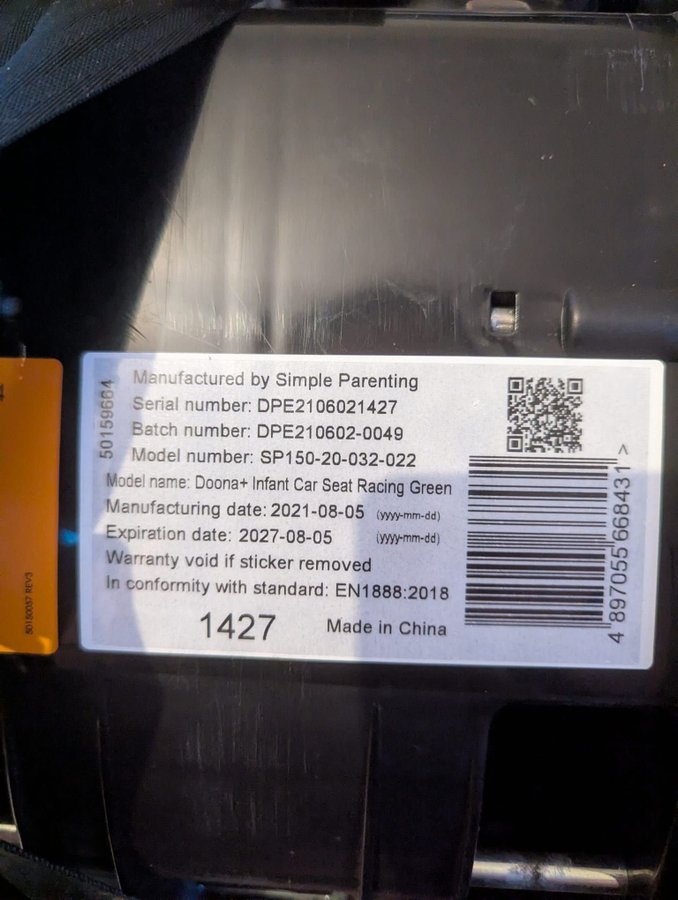 Manufactured by Simple Parenting
Serial number: DPE2106021427
Batch number: DPE210602-0049
Model number: SP150-20-032-022
Model name: Doona+ Infant Car Seat Racing Green
Manufacturing date: 2021-08-05 (yyyy-mm-dd)
Expiration date: 2027-08-05 (yyyy-mm-dd)
Warranty void if sticker removed
In conformity with standard: EN1888:2018
1427 Made in China
50159664
4 897055 668431 >